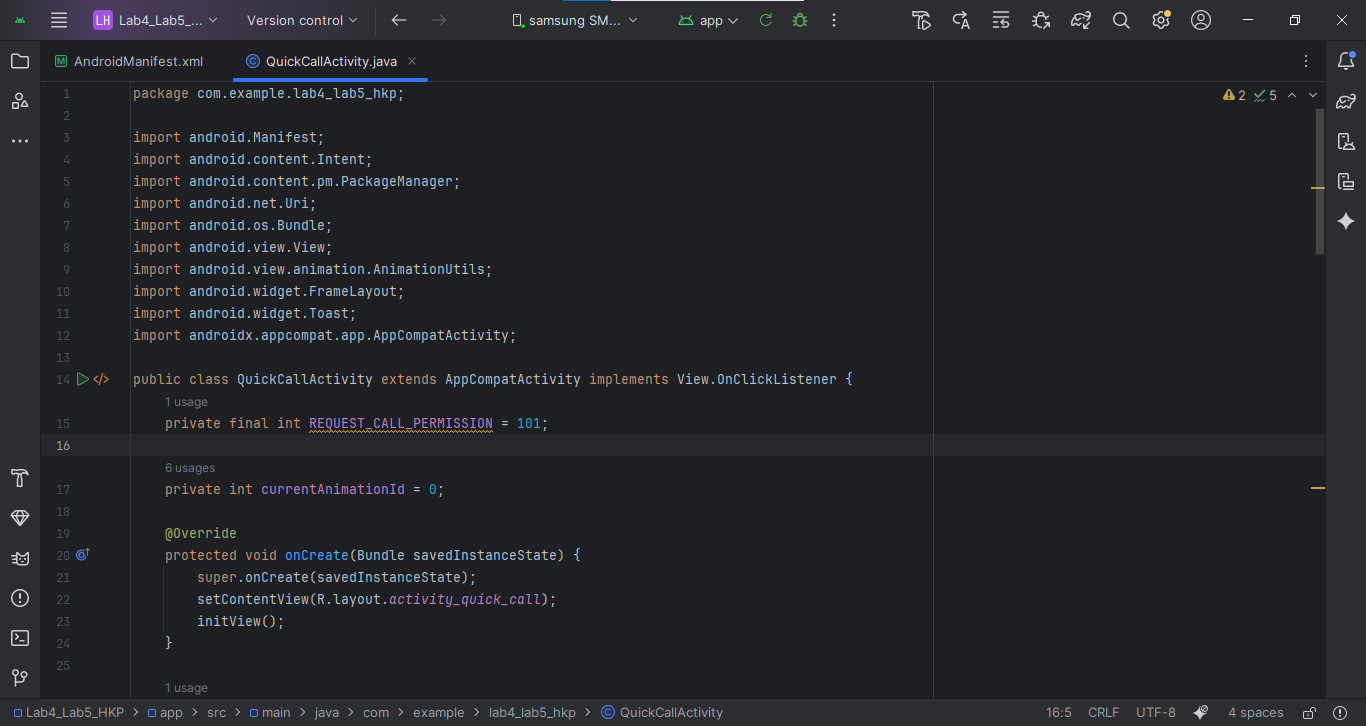 LH Lab4_Lab5_... Version control samsung SM... app
AndroidManifest.xml QuickCallActivity.java
1 package com.example.lab4_lab5_hkp; 2 5
2
3 import android.Manifest;
4 import android.content.Intent;
5 import android.content.pm.PackageManager;
6 import android.net.Uri;
7 import android.os.Bundle;
8 import android.view.View;
9 import android.view.animation.AnimationUtils;
10 import android.widget.FrameLayout;
11 import android.widget.Toast;
12 import androidx.appcompat.app.AppCompatActivity;
13
14 public class QuickCallActivity extends AppCompatActivity implements View.OnClickListener {
1 usage
15 private final int REQUEST_CALL_PERMISSION = 101;
16
6 usages
17 private int currentAnimationId = 0;
18
19 @Override
20 protected void onCreate(Bundle savedInstanceState) {
21 super.onCreate(savedInstanceState);
22 setContentView(R.layout.activity_quick_call);
23 initView();
24 }
25
1 usage
Lab4_Lab5_HKP > app > src > main > java > com > example > lab4_lab5_hkp > QuickCallActivity 16:5 CRLF UTF-8 4 spaces